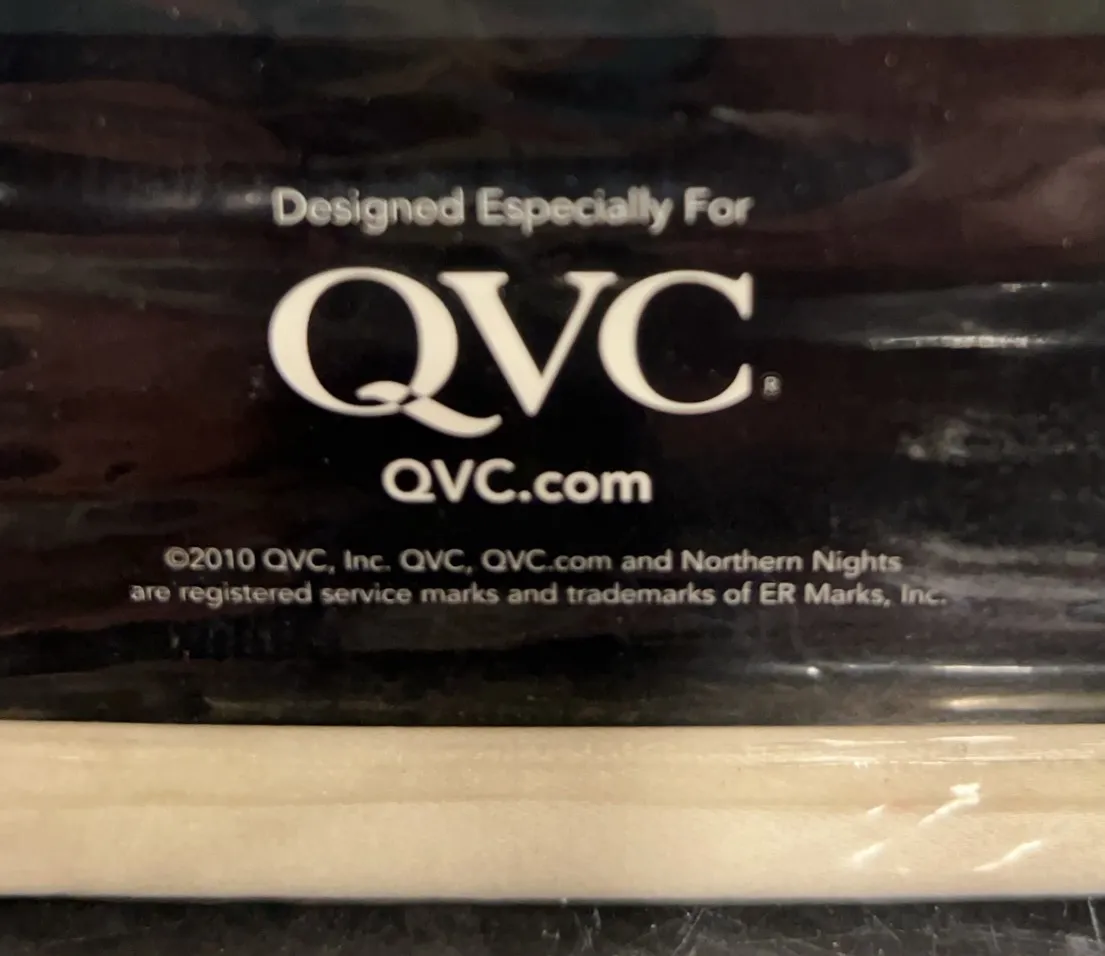 Designed Especially For
QVC®
QVC.com
©2010 QVC, Inc. QVC, QVC.com and Northern Nights
are registered service marks and trademarks of ER Marks, Inc.